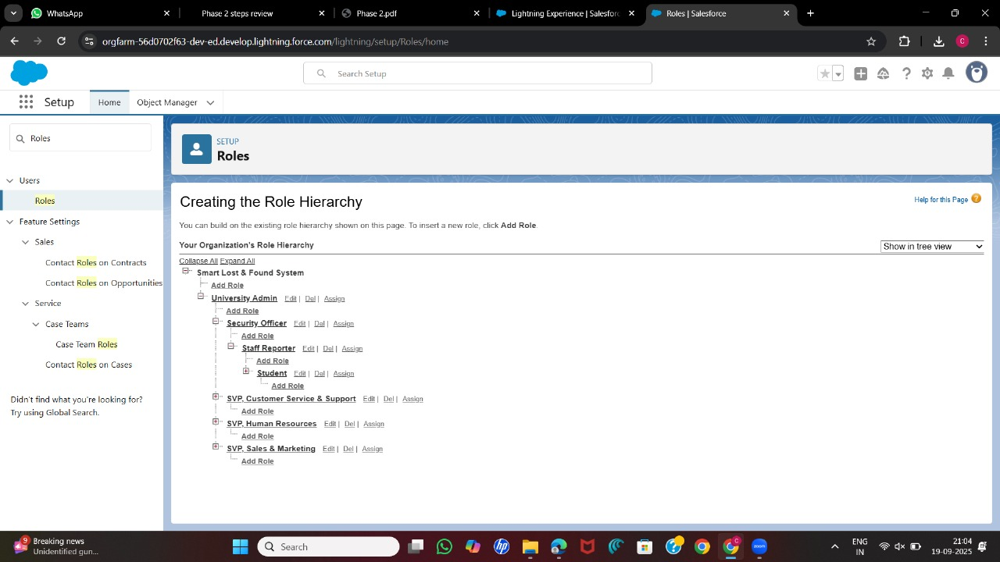 WhatsApp
Phase 2 steps review
Phase 2.pdf
Lightning Experience | Salesforc
Roles | Salesforce
orgfarm-56d0702f63-dev-ed.develop.lightning.force.com/lightning/setup/Roles/home
C
Search Setup
Setup
Home
Object Manager
Roles
SETUP
Roles
Users
Roles
Feature Settings
Sales
Contact Roles on Contracts
Contact Roles on Opportunities
Service
Case Teams
Case Team Roles
Contact Roles on Cases
Didn't find what you're looking for?
Try using Global Search.
Creating the Role Hierarchy
Help for this Page
You can build on the existing role hierarchy shown on this page. To insert a new role, click Add Role.
Your Organization's Role Hierarchy
Show in tree view
Collapse All Expand All
Smart Lost & Found System
Add Role
University Admin Edit | Del | Assign
Add Role
Security Officer Edit | Del | Assign
Add Role
Staff Reporter Edit | Del | Assign
Add Role
Student Edit | Del | Assign
Add Role
SVP, Customer Service & Support Edit | Del | Assign
Add Role
SVP, Human Resources Edit | Del | Assign
Add Role
SVP, Sales & Marketing Edit | Del | Assign
Add Role
9
Breaking news
Unidentified gun...
Search
hp
C
zoom
ENG
IN
21:04
19-09-2025